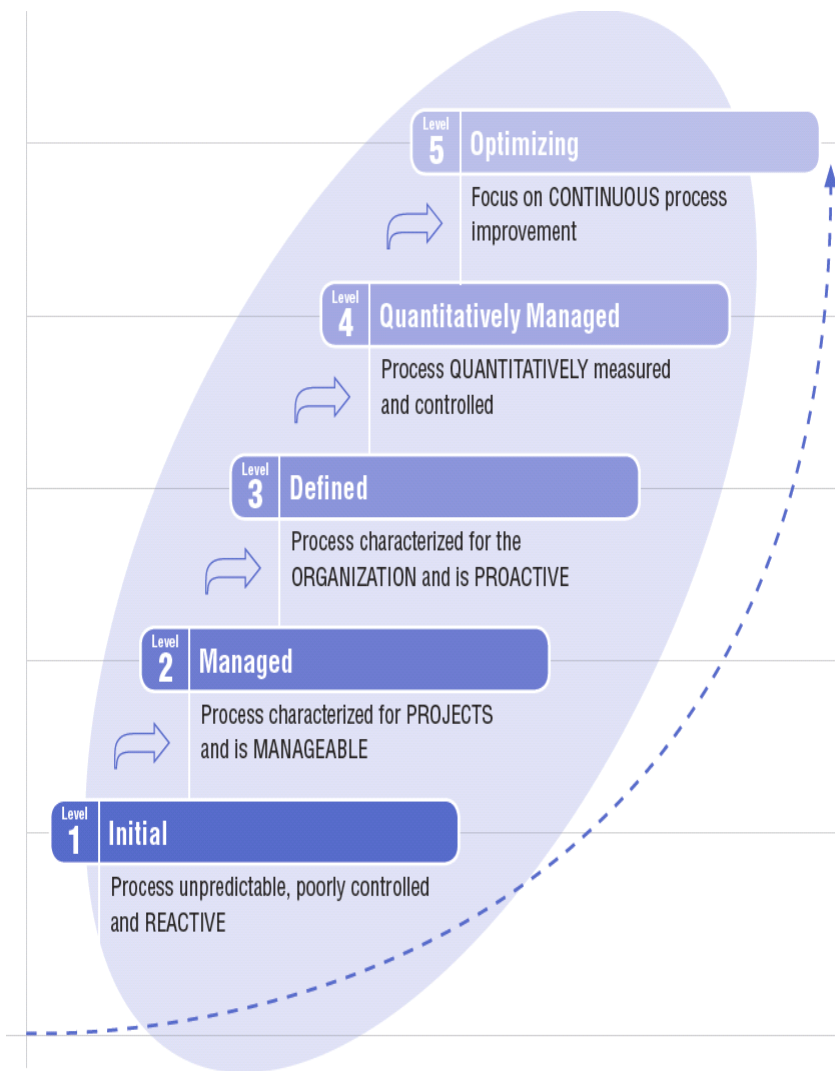 Level
5
Optimizing
Focus on CONTINUOUS process
improvement
Level
4
Quantitatively Managed
Process QUANTITATIVELY measured
and controlled
Level
3
Defined
Process characterized for the
ORGANIZATION and is PROACTIVE
Level
2
Managed
Process characterized for PROJECTS
and is MANAGEABLE
Level
1
Initial
Process unpredictable, poorly controlled
and REACTIVE